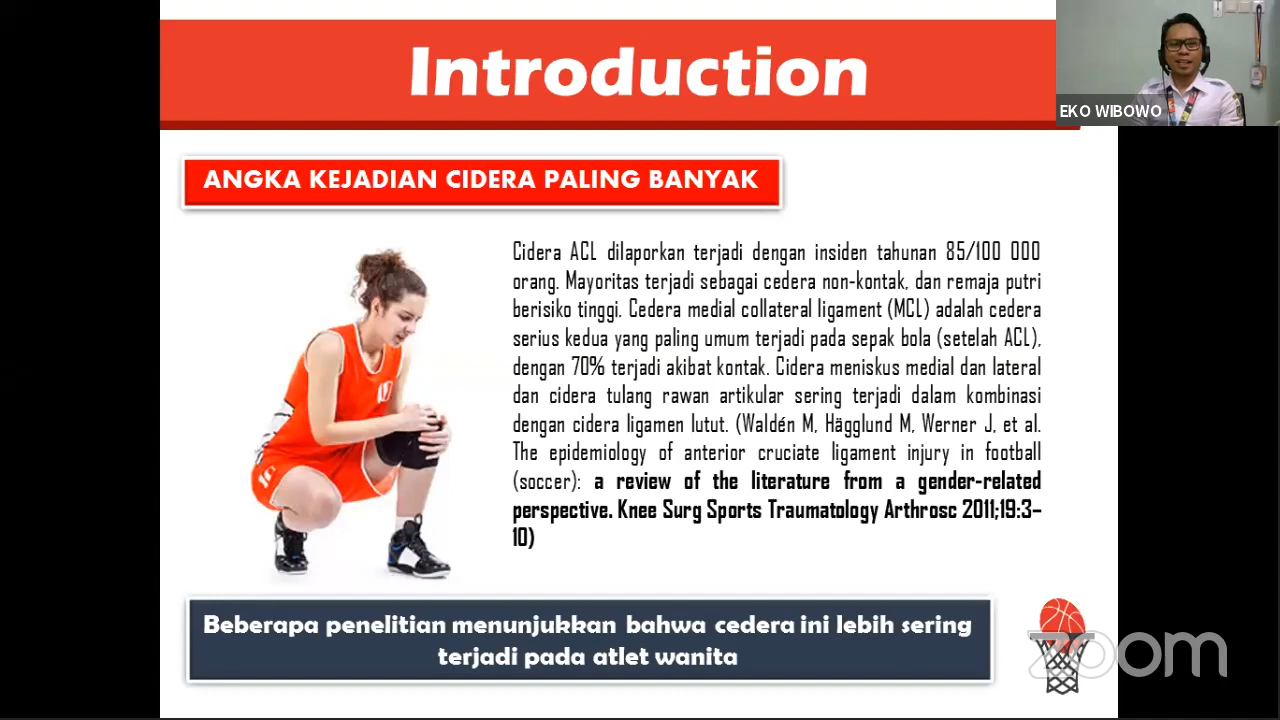 Introduction
EKO WIBOWO
ANGKA KEJADIAN CIDERA PALING BANYAK
Cidera ACL dilaporkan terjadi dengan insiden tahunan 85/100 000
orang. Mayoritas terjadi sebagai cedera non-kontak, dan remaja putri
berisiko tinggi. Cedera medial collateral ligament (MCL) adalah cedera
serius kedua yang paling umum terjadi pada sepak bola (setelah ACL),
dengan 70% terjadi akibat kontak. Cidera meniskus medial dan lateral
dan cidera tulang rawan artikular sering terjadi dalam kombinasi
dengan cidera ligamen lutut. (Waldén M, Hägglund M, Werner J, et al.
The epidemiology of anterior cruciate ligament injury in football
(soccer): a review of the literature from a gender-related
perspective. Knee Surg Sports Traumatology Arthrosc 2011;19:3–
10)
Beberapa penelitian menunjukkan bahwa cedera ini lebih sering
terjadi pada atlet wanita
zoom